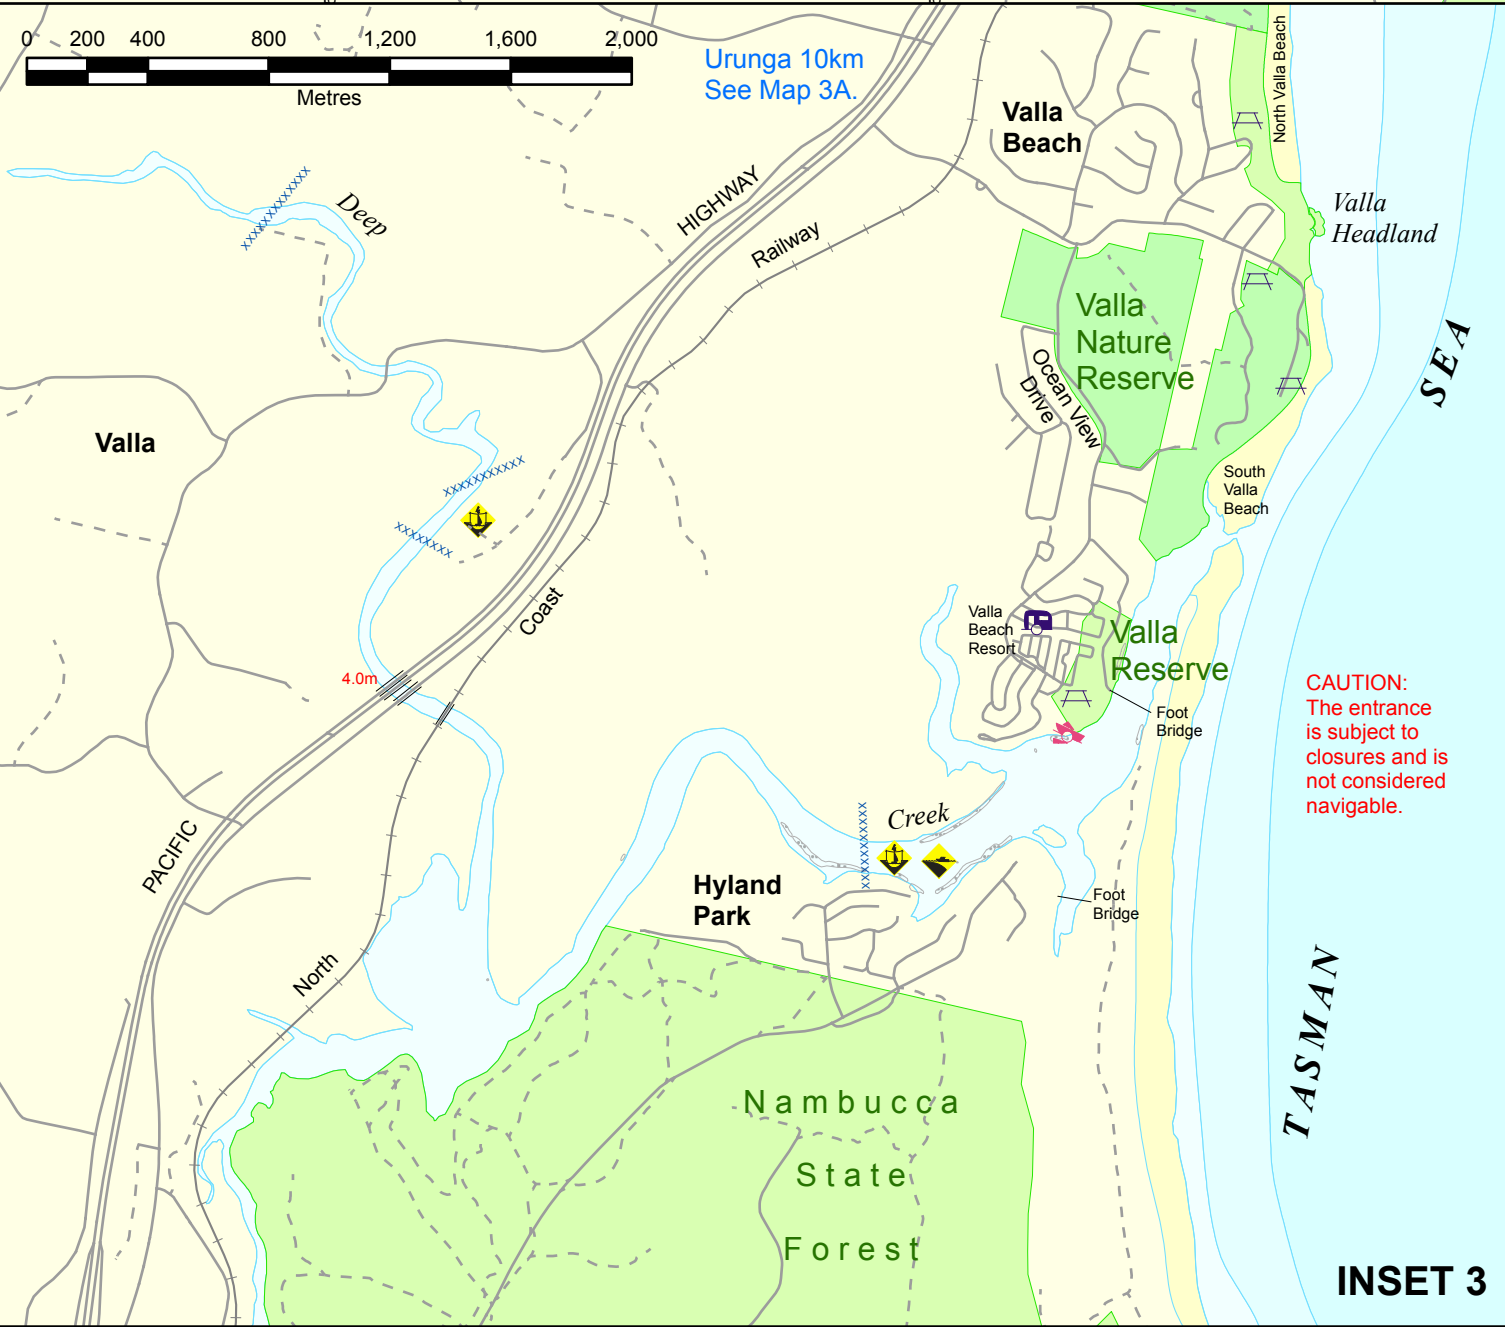 0 200 400 800 1,200 1,600 2,000
Metres
Urunga 10km
See Map 3A.
Valla
Beach
North Valla Beach
Valla
Headland
Deep
HIGHWAY
Railway
Valla
Nature
Reserve
Ocean View
Drive
SEA
Valla
South
Valla
Beach
xxxxxxxxxxxx
xxxxxxxxxxx
xxxxxxxx
Coast
Valla
Beach
Resort
Valla
Reserve
4.0m
Foot
Bridge
CAUTION:
The entrance
is subject to
closures and is
not considered
navigable.
Creek
PACIFIC
Hyland
Park
Foot
Bridge
North
TASMAN
Nambucca
State
Forest
INSET 3